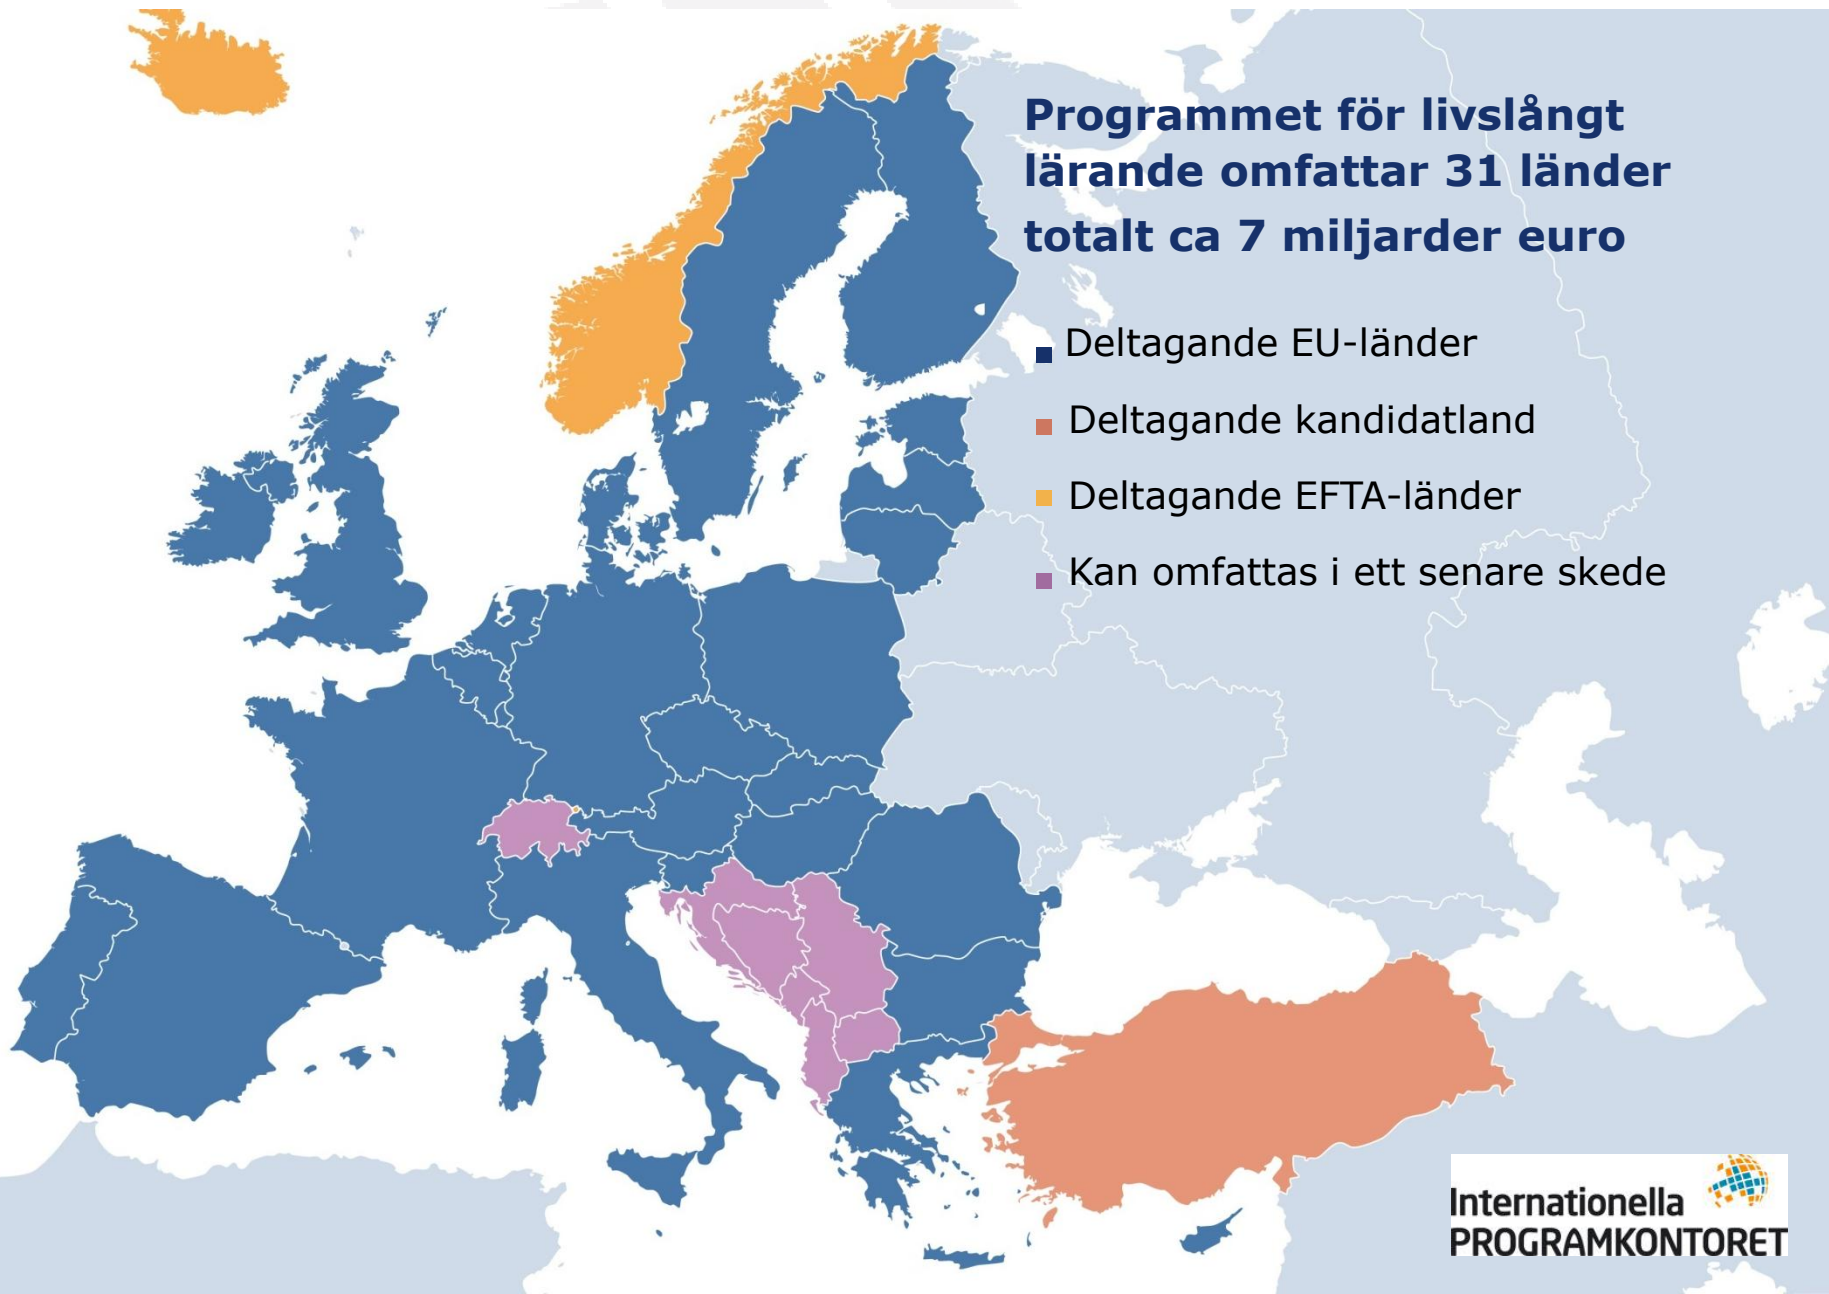 Programmet för livslångt
lärande omfattar 31 länder
totalt ca 7 miljarder euro
Deltagande EU-länder
Deltagande kandidatland
Deltagande EFTA-länder
Kan omfattas i ett senare skede
Internationella
PROGRAMKONTORET